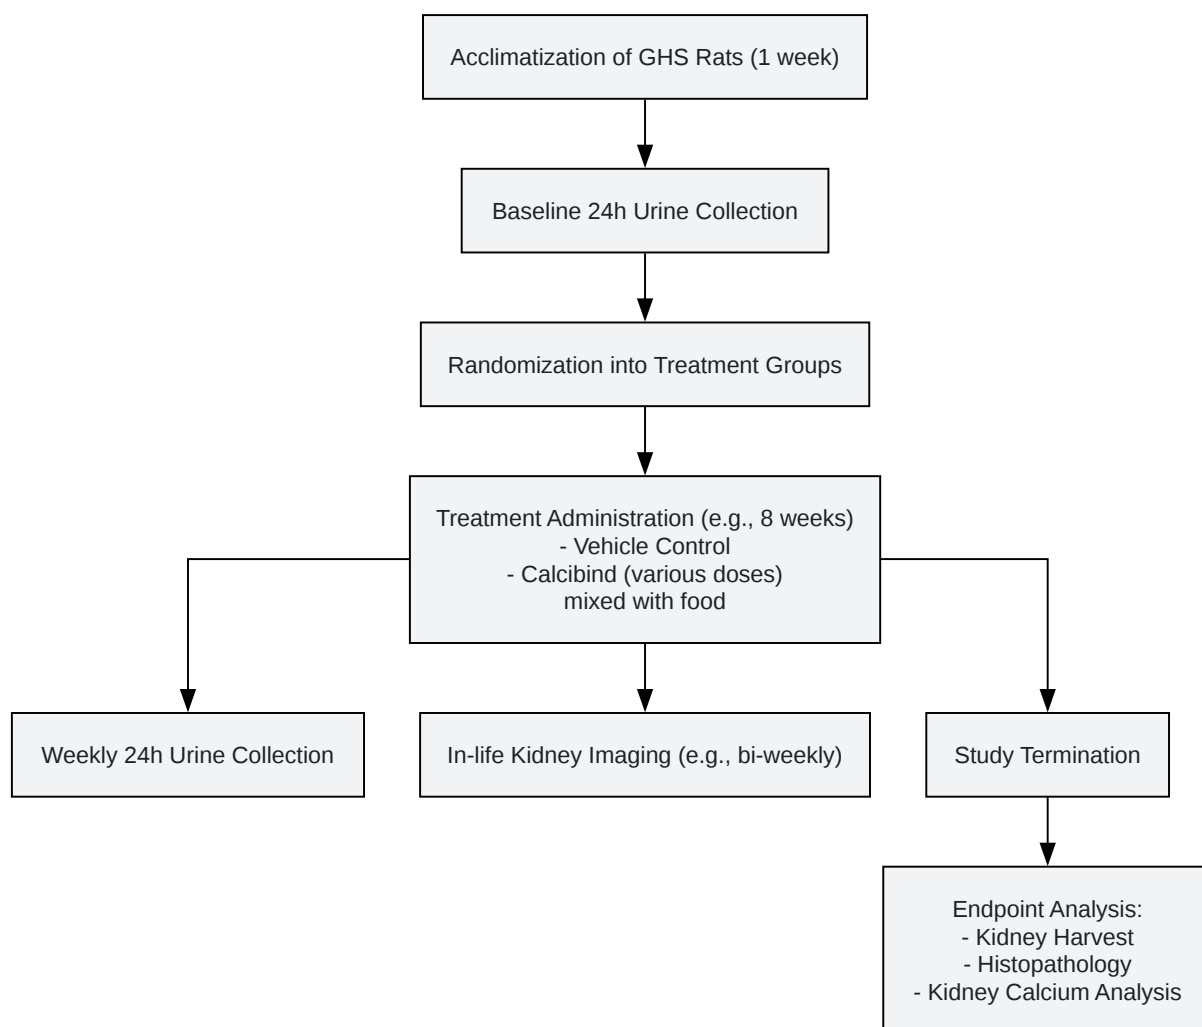 Acclimatization of GHS Rats (1 week)
Baseline 24h Urine Collection
Randomization into Treatment Groups
Treatment Administration (e.g., 8 weeks)
- Vehicle Control
- Calcibind (various doses)
mixed with food
Weekly 24h Urine Collection
In-life Kidney Imaging (e.g., bi-weekly)
Study Termination
Endpoint Analysis:
- Kidney Harvest
- Histopathology
- Kidney Calcium Analysis